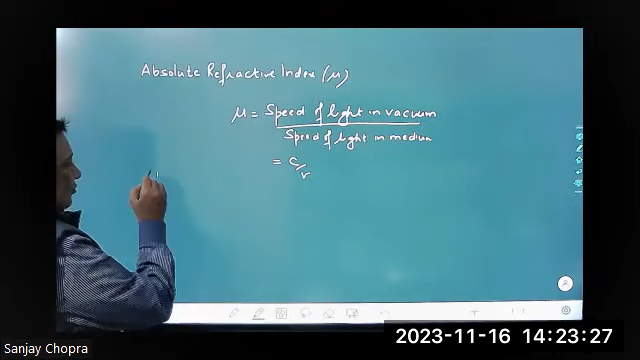 Absolute Refractive Index (μ)
μ = Speed of light in vacuum
Speed of light in medium
= c/v
Sanjay Chopra
2023-11-16 14:23:27